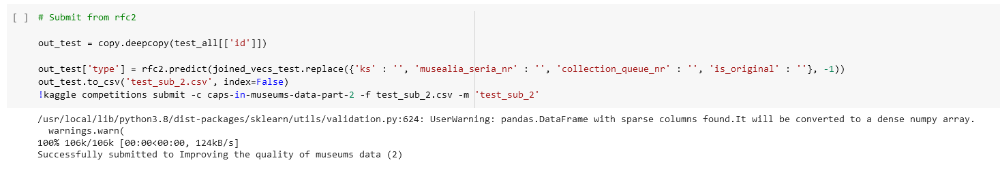 [ ] # Submit from rfc2
out_test = copy.deepcopy(test_all[['id']])
out_test['type'] = rfc2.predict(joined_vecs_test.replace({'ks' : '', 'musealia_seria_nr' : '', 'collection_queue_nr' : '', 'is_original' : ''}, -1))
out_test.to_csv('test_sub_2.csv', index=False)
!kaggle competitions submit -c caps-in-museums-data-part-2 -f test_sub_2.csv -m 'test_sub_2'
/usr/local/lib/python3.8/dist-packages/sklearn/utils/validation.py:624: UserWarning: pandas.DataFrame with sparse columns found.It will be converted to a dense numpy array.
  warnings.warn(
100% 106k/106k [00:00<00:00, 124kB/s]
Successfully submitted to Improving the quality of museums data (2)